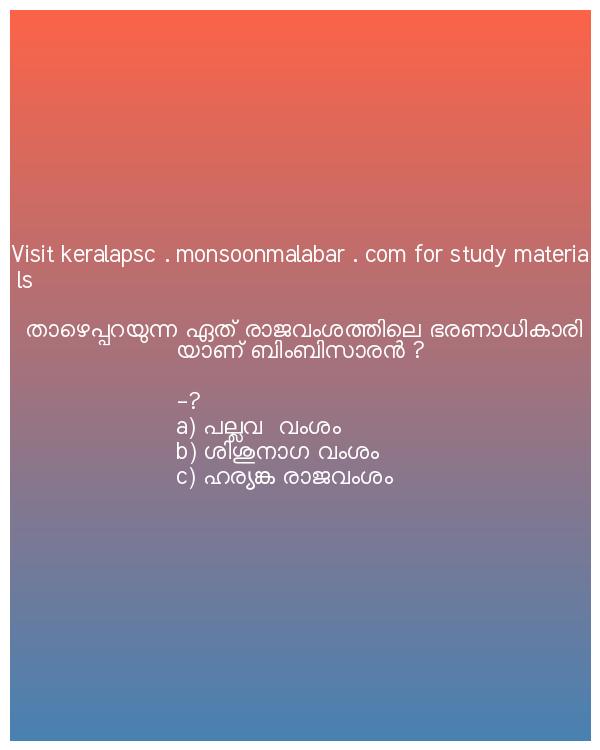 Visit keralapsc . monsoonmalabar . com for study materia
ls
താഴെപ്പറയുന്ന ഏത് രാജവംശത്തിലെ ഭരണാധികാരി
യാണ് ബിംബിസാരൻ ?
-?
a) പല്ലവ വംശം
b) ശിശുനാഗ വംശം
c) ഹര്യങ്ക രാജവംശം